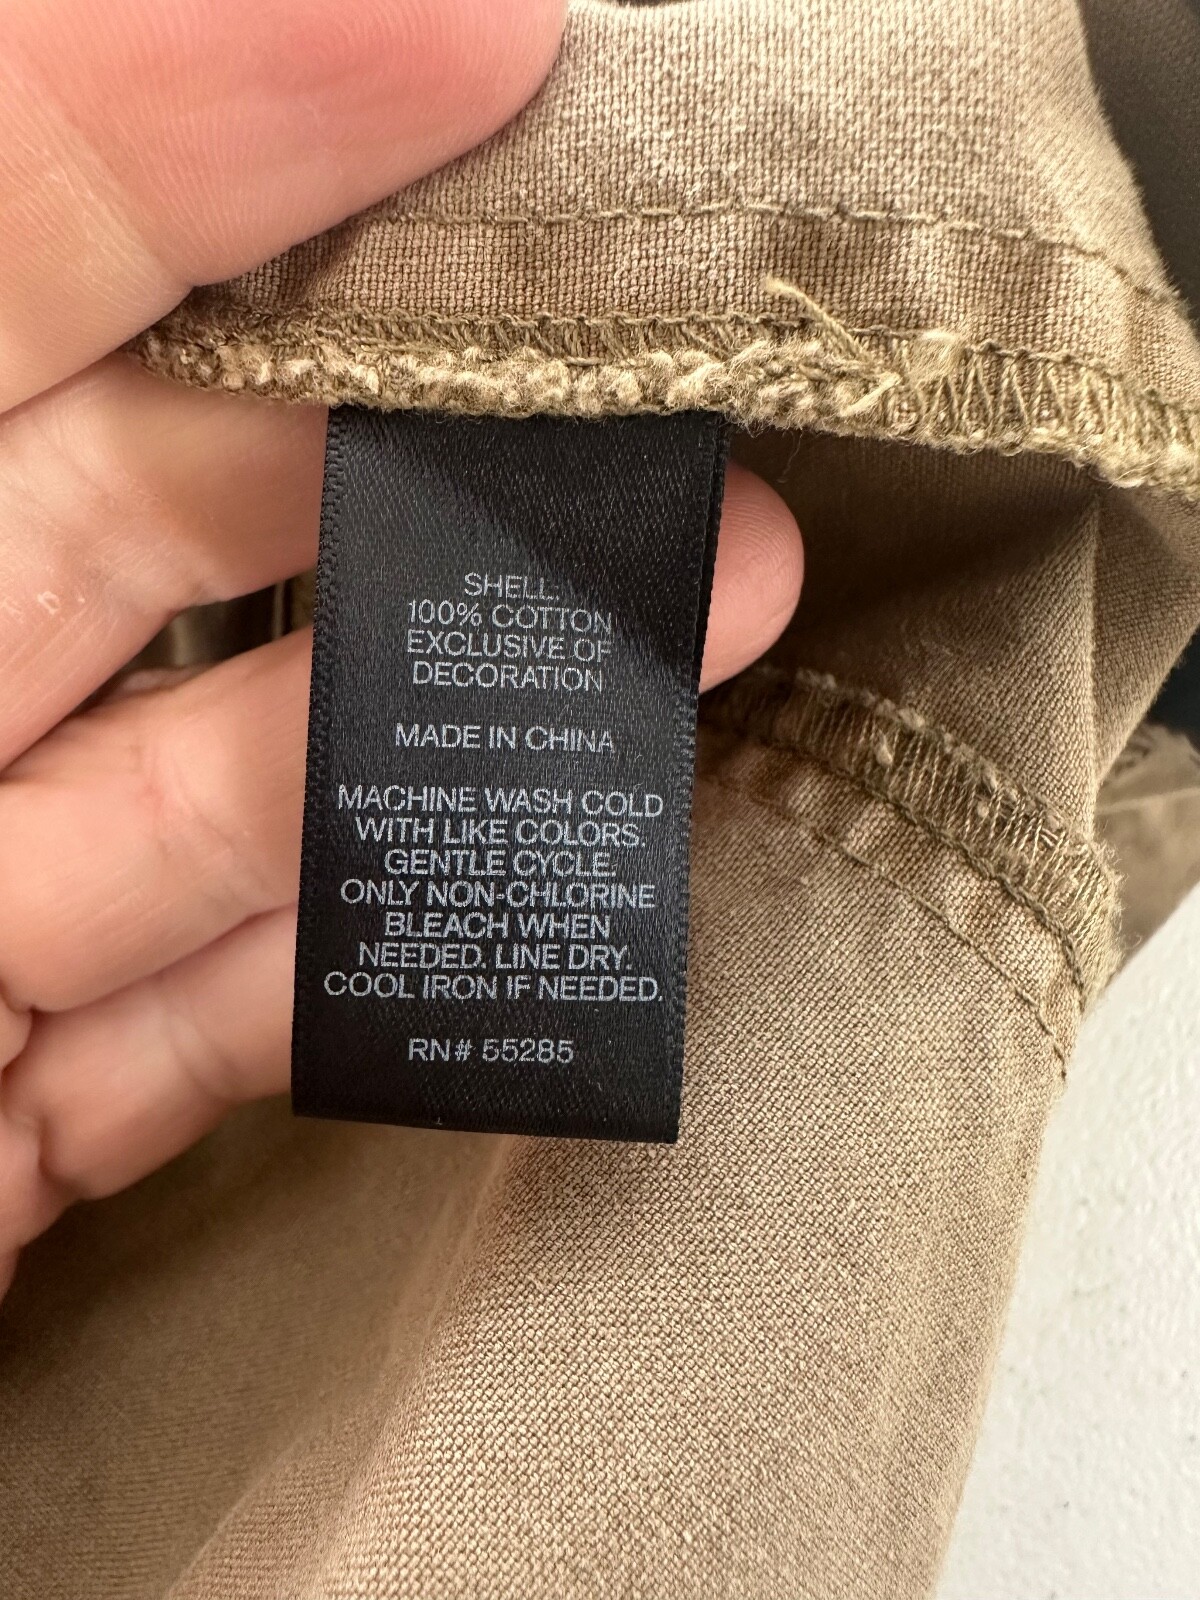 SHELL:
100% COTTON
EXCLUSIVE OF
DECORATION
MADE IN CHINA
MACHINE WASH COLD
WITH LIKE COLORS.
GENTLE CYCLE.
ONLY NON-CHLORINE
BLEACH WHEN
NEEDED. LINE DRY.
COOL IRON IF NEEDED.
RN# 55285